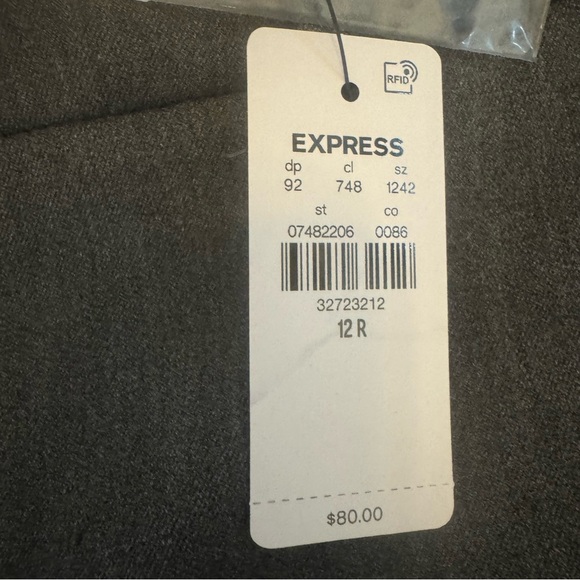 RFID
EXPRESS
dp cl sz
92 748 1242
st co
07482206 0086
32723212
12 R
$80.00